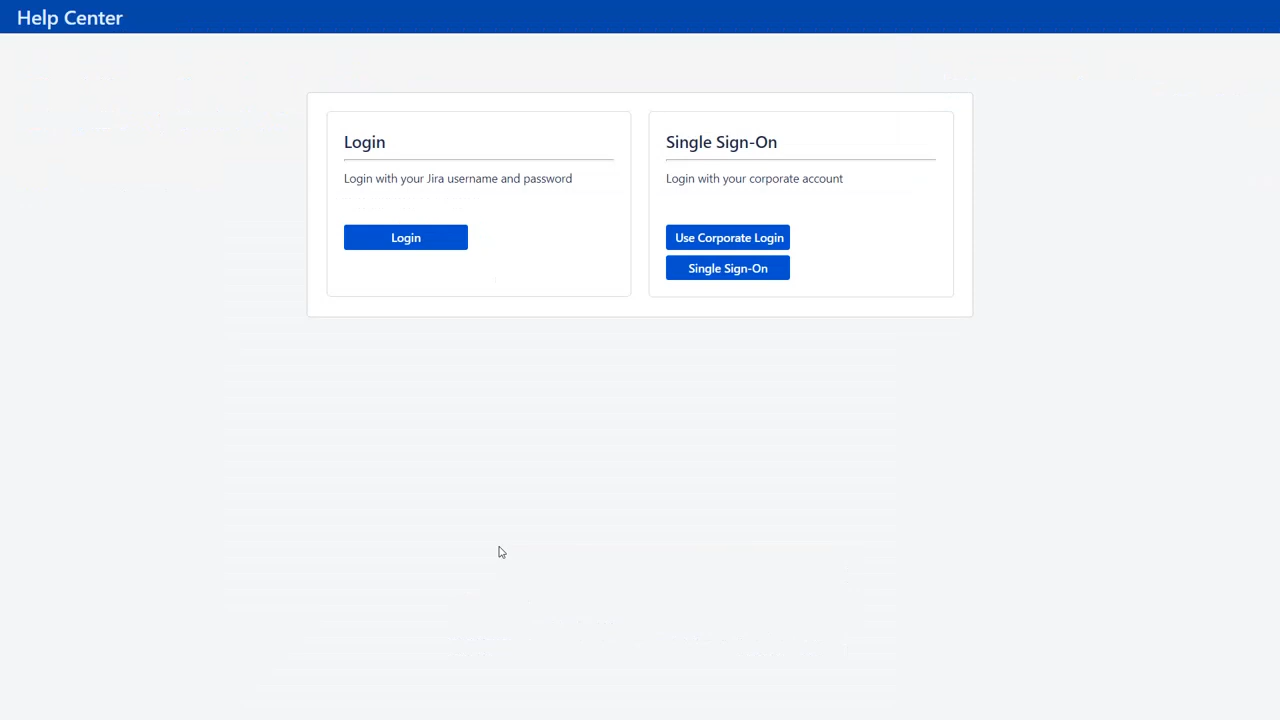 Help Center
Login
Login with your Jira username and password
Login
Single Sign-On
Login with your corporate account
Use Corporate Login
Single Sign-On